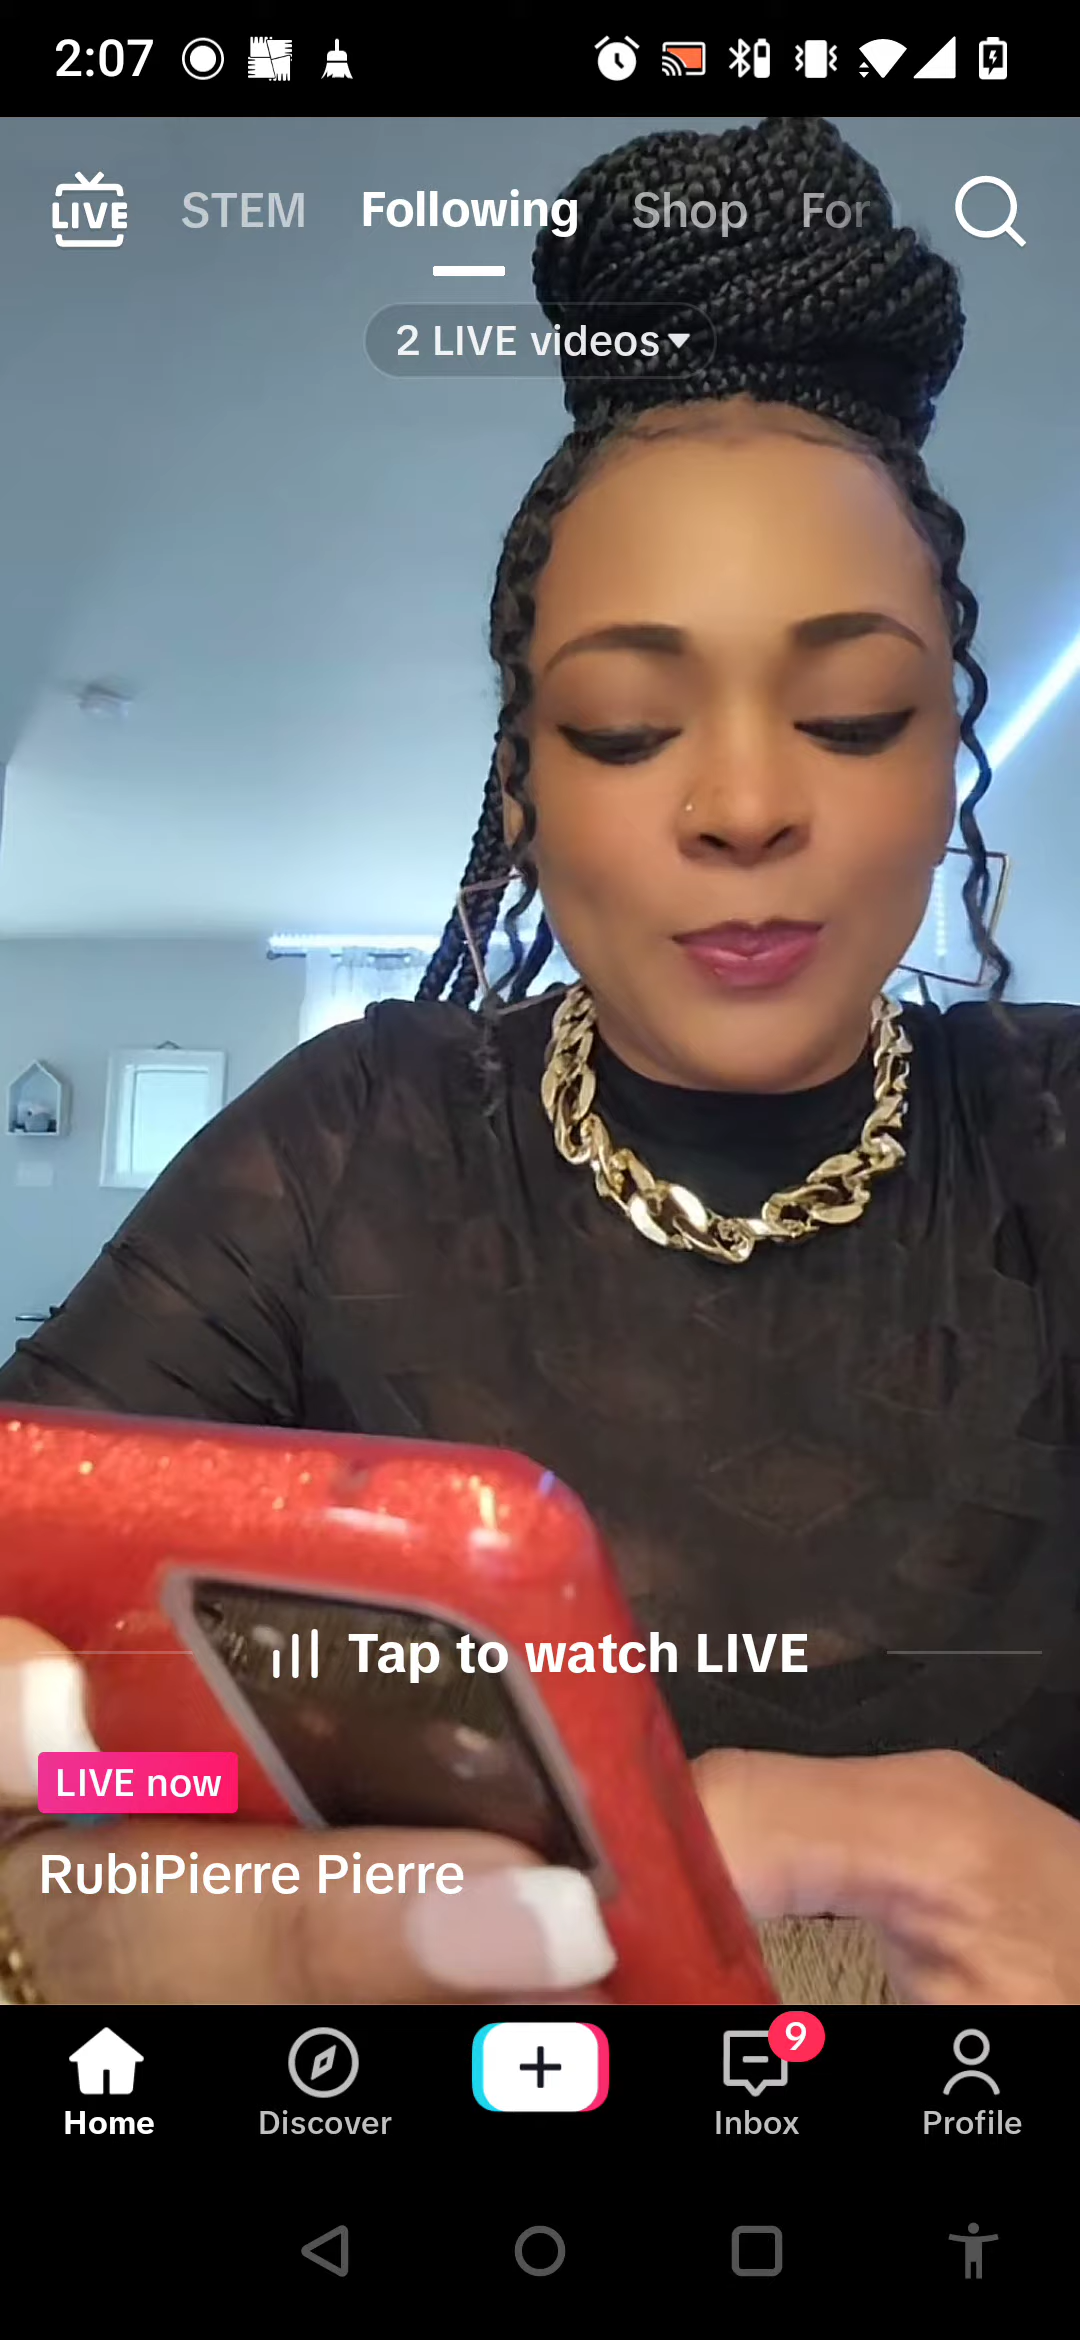 2:07
LIVE STEM Following Shop For
2 LIVE videos
Tap to watch LIVE
LIVE now
RubiPierre Pierre
9
Home Discover Inbox Profile